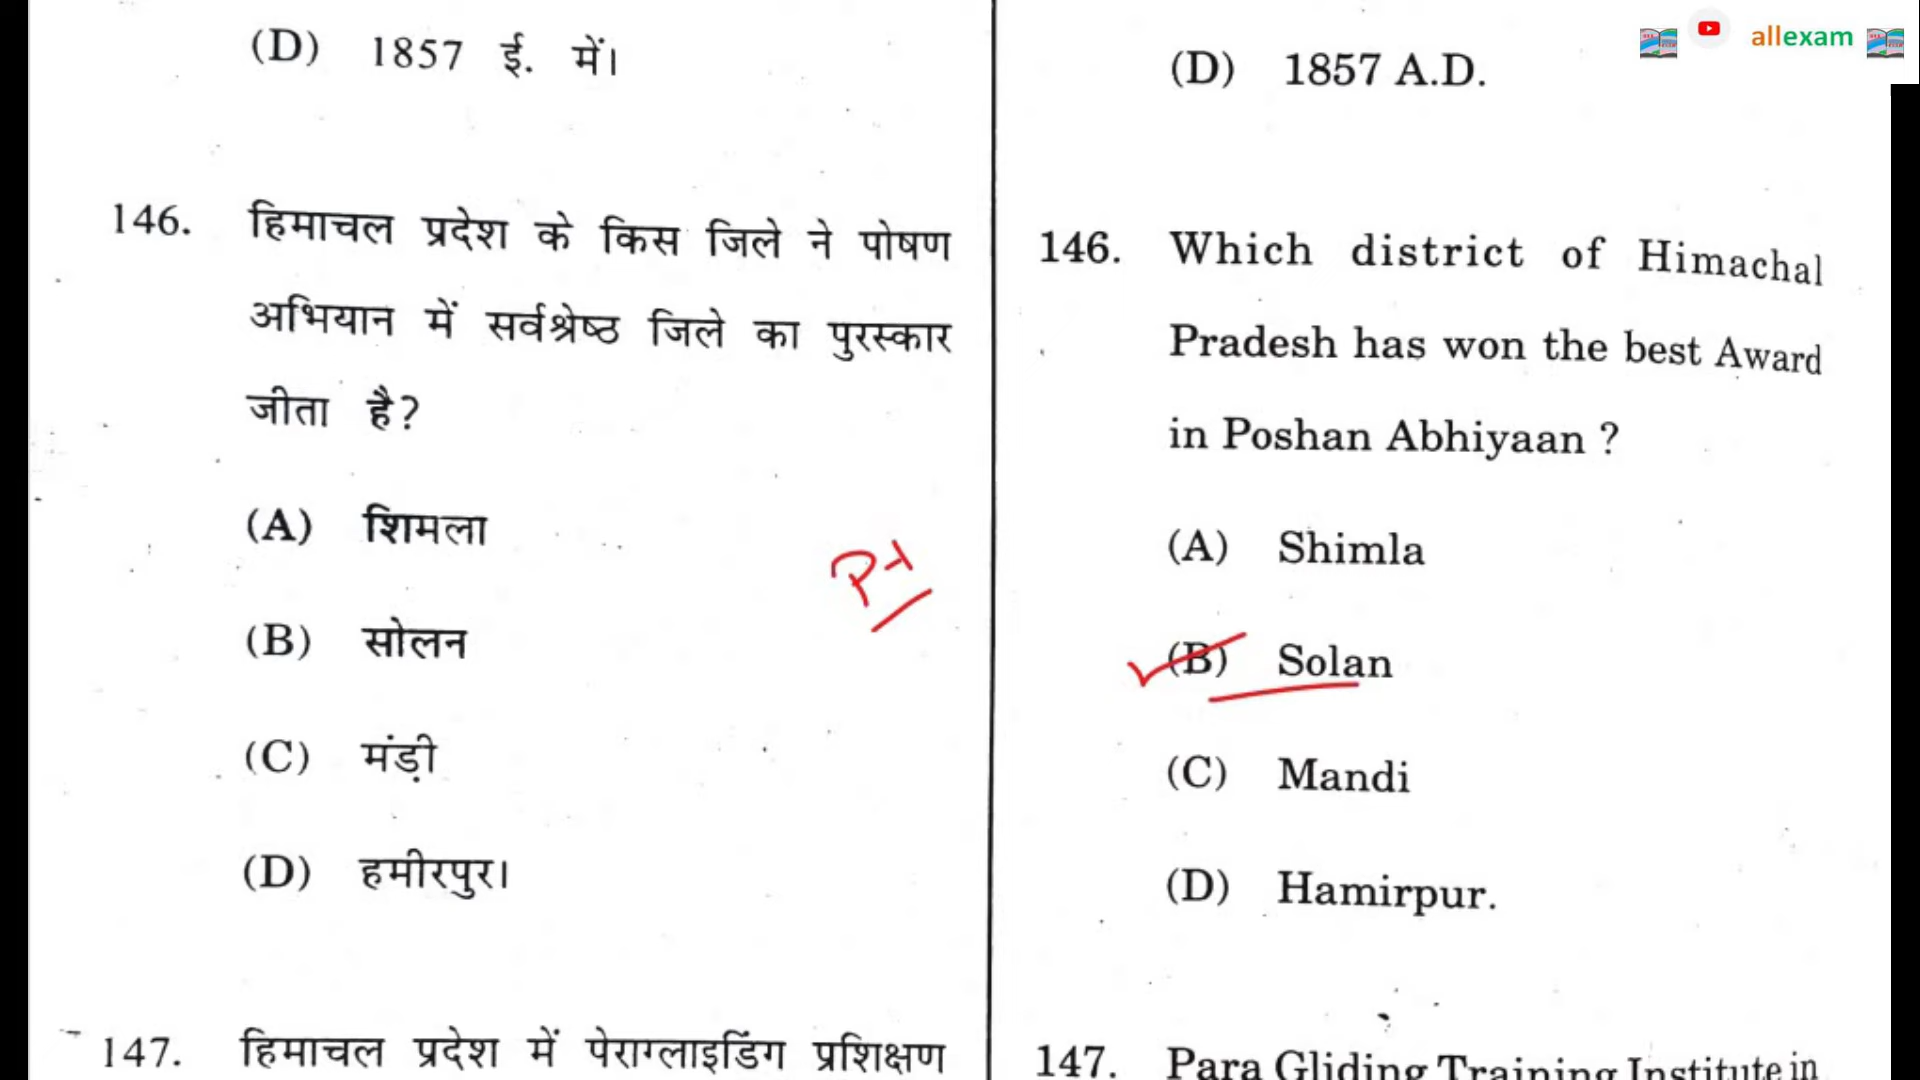 allexam
(D) 1857 ई. में।
146. हिमाचल प्रदेश के किस जिले ने पोषण
अभियान में सर्वश्रेष्ठ जिले का पुरस्कार
जीता है?
(A) शिमला
(B) सोलन
(C) मंड़ी
(D) हमीरपुर।
147. हिमाचल प्रदेश में पेराग्लाइडिंग प्रशिक्षण
(D) 1857 A.D.
146. Which district of Himachal
Pradesh has won the best Award
in Poshan Abhiyaan ?
(A) Shimla
(B) Solan
(C) Mandi
(D) Hamirpur.
147. Para Gliding Training Institute in